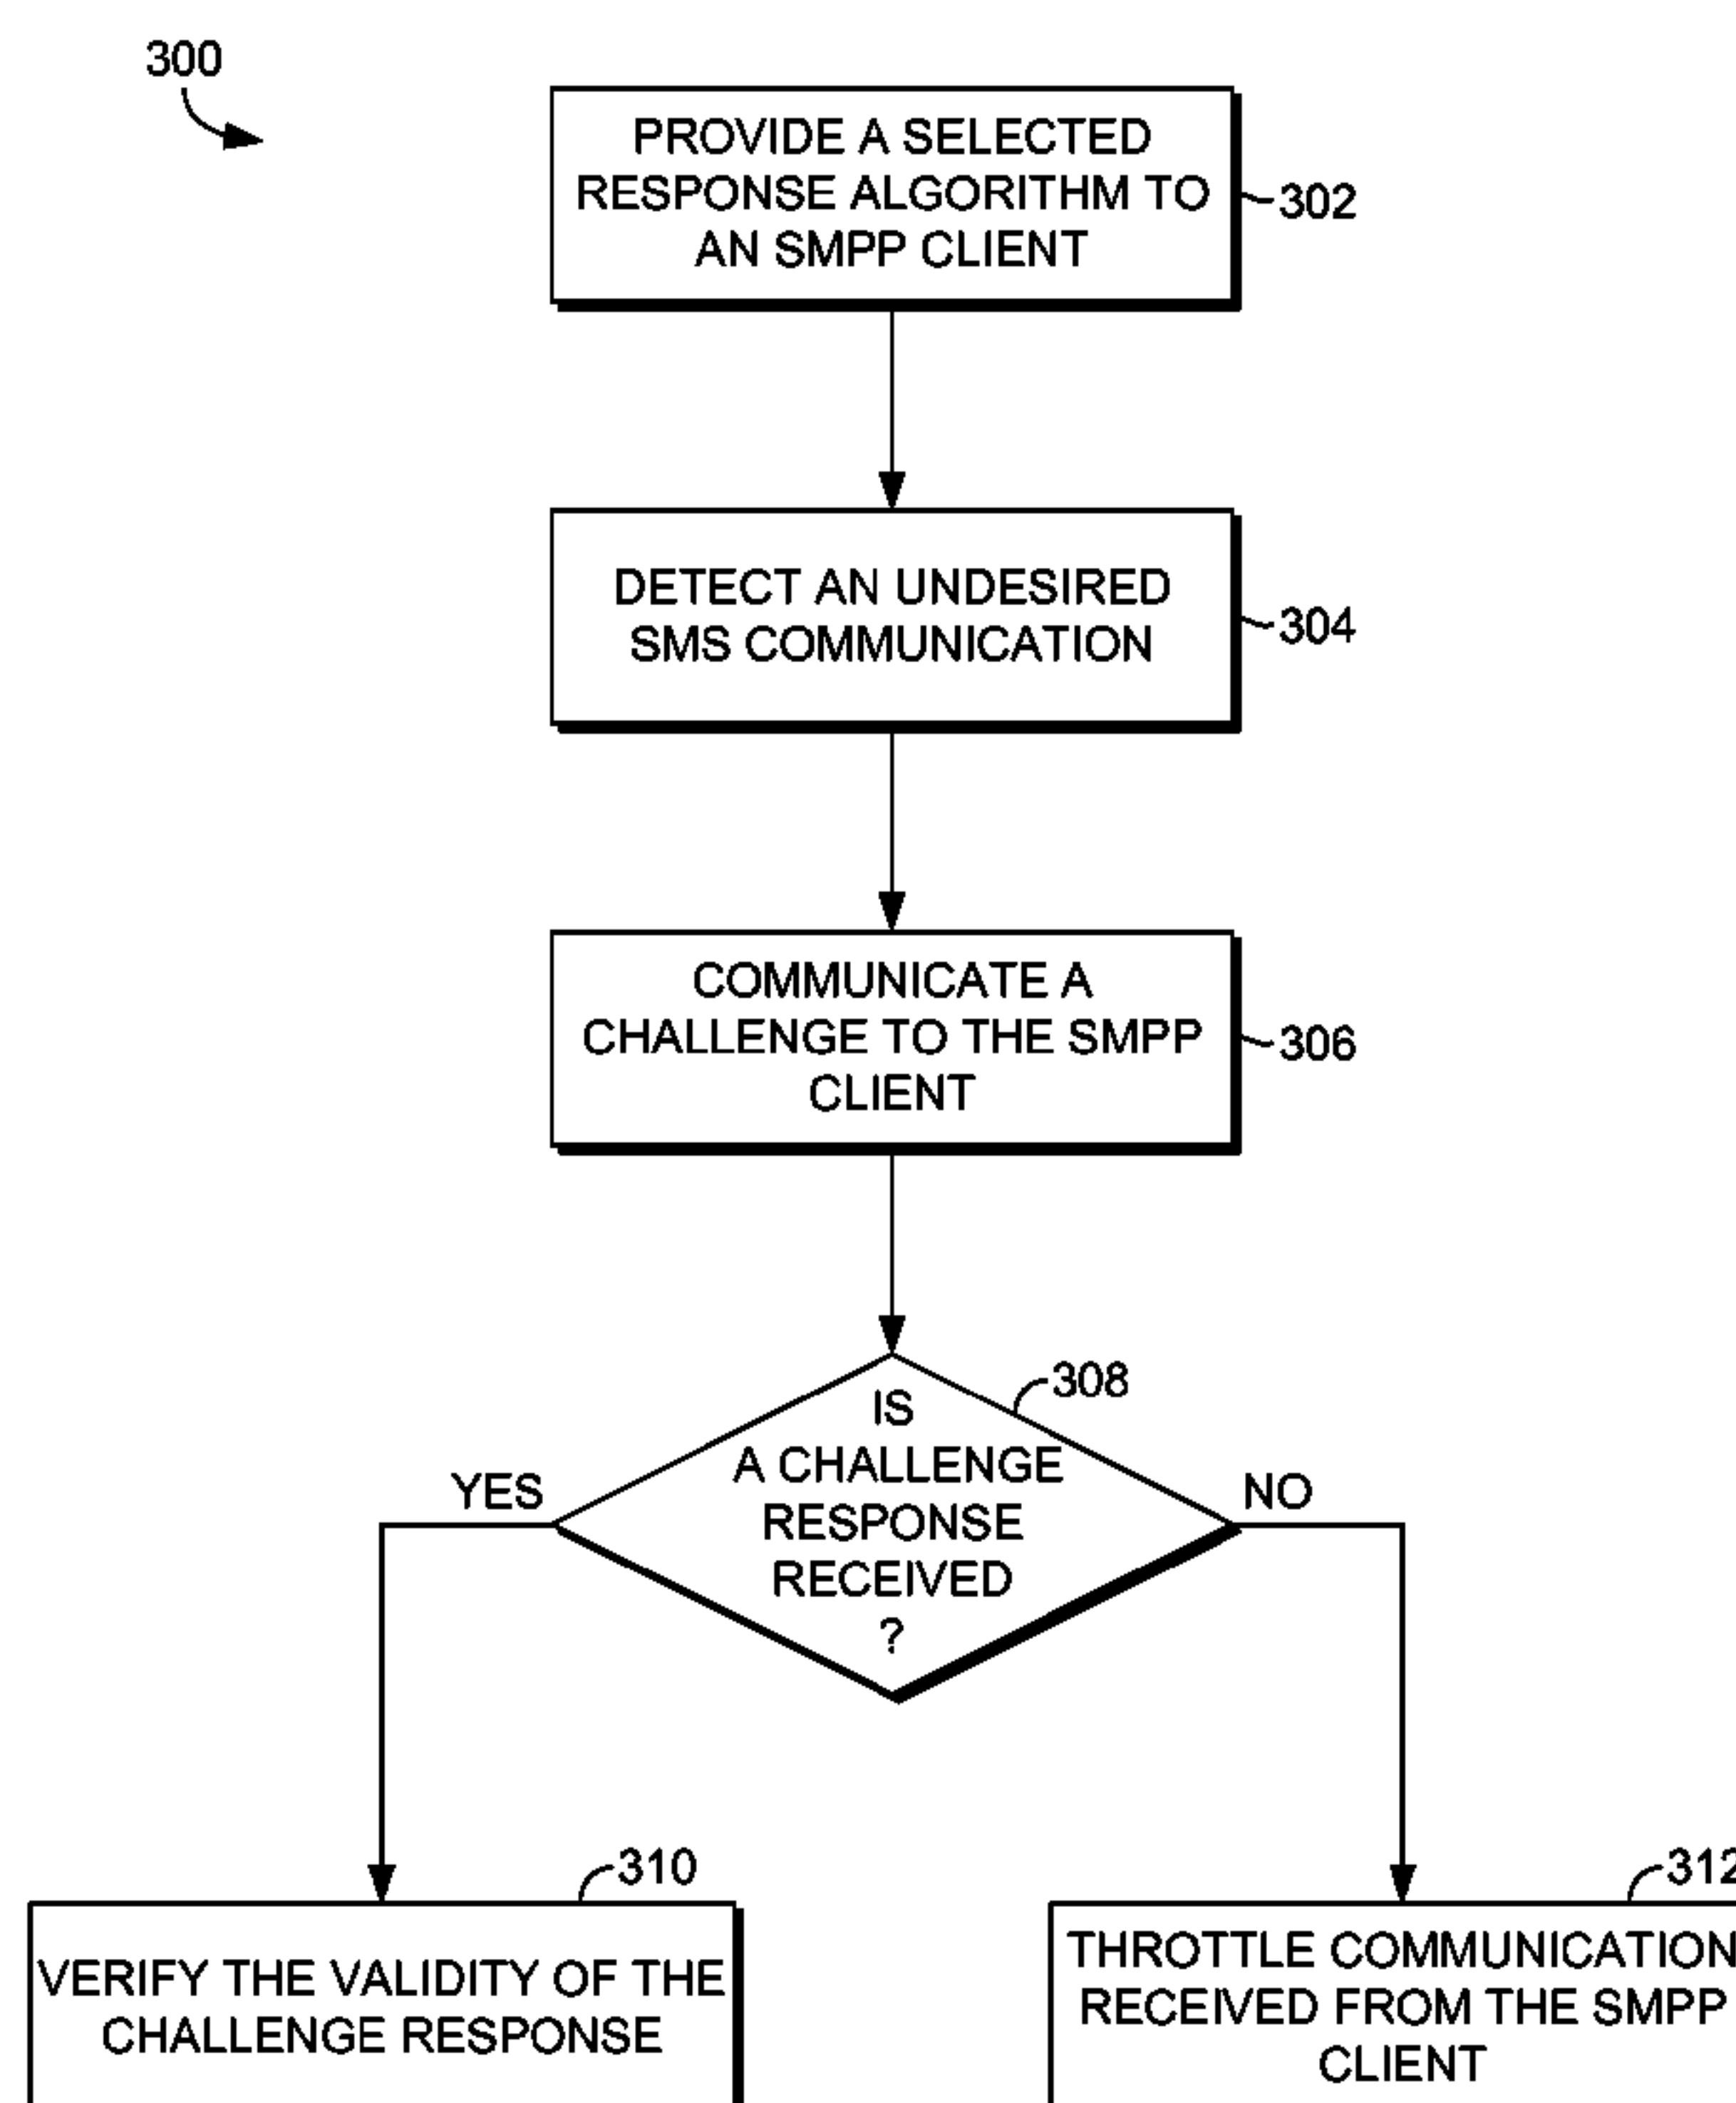 300
PROVIDE A SELECTED
RESPONSE ALGORITHM TO
AN SMPP CLIENT
302
DETECT AN UNDESIRED
SMS COMMUNICATION
304
COMMUNICATE A
CHALLENGE TO THE SMPP
CLIENT
306
308
IS
A CHALLENGE
RESPONSE
RECEIVED
?
YES
NO
310
VERIFY THE VALIDITY OF THE
CHALLENGE RESPONSE
312
THROTTLE COMMUNICATION
RECEIVED FROM THE SMPP
CLIENT